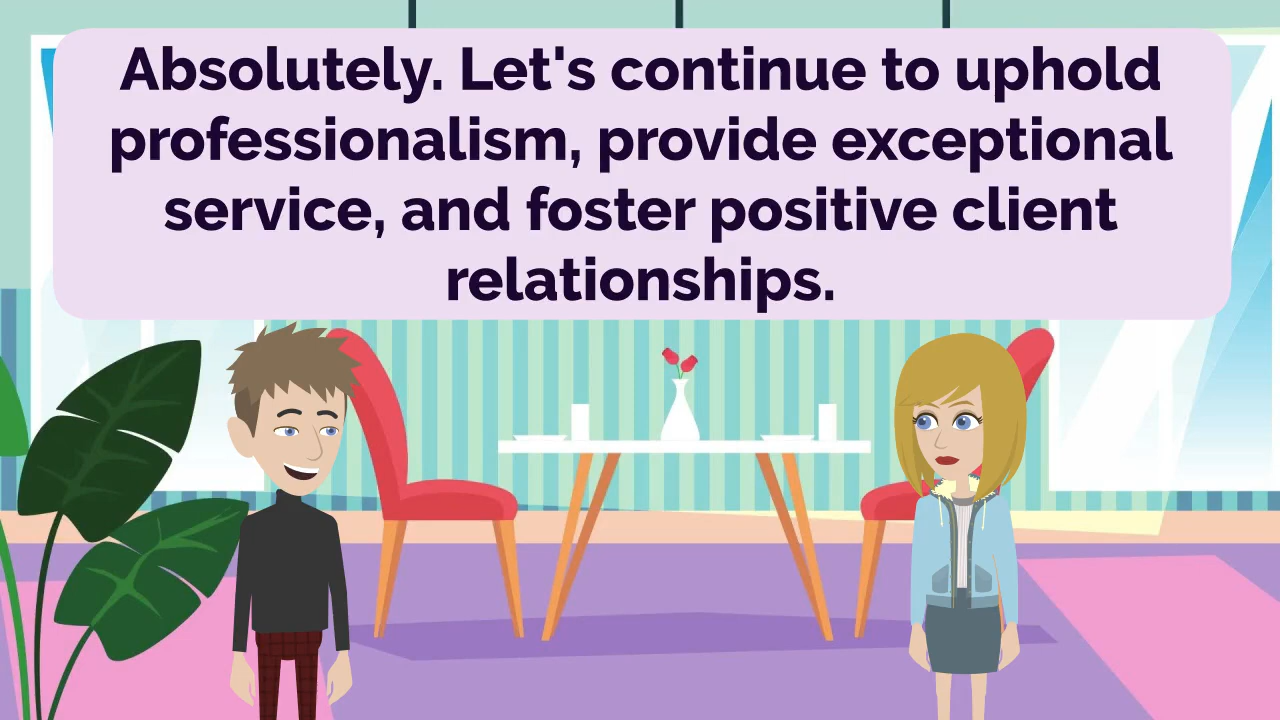 Absolutely. Let's continue to uphold
professionalism, provide exceptional
service, and foster positive client
relationships.